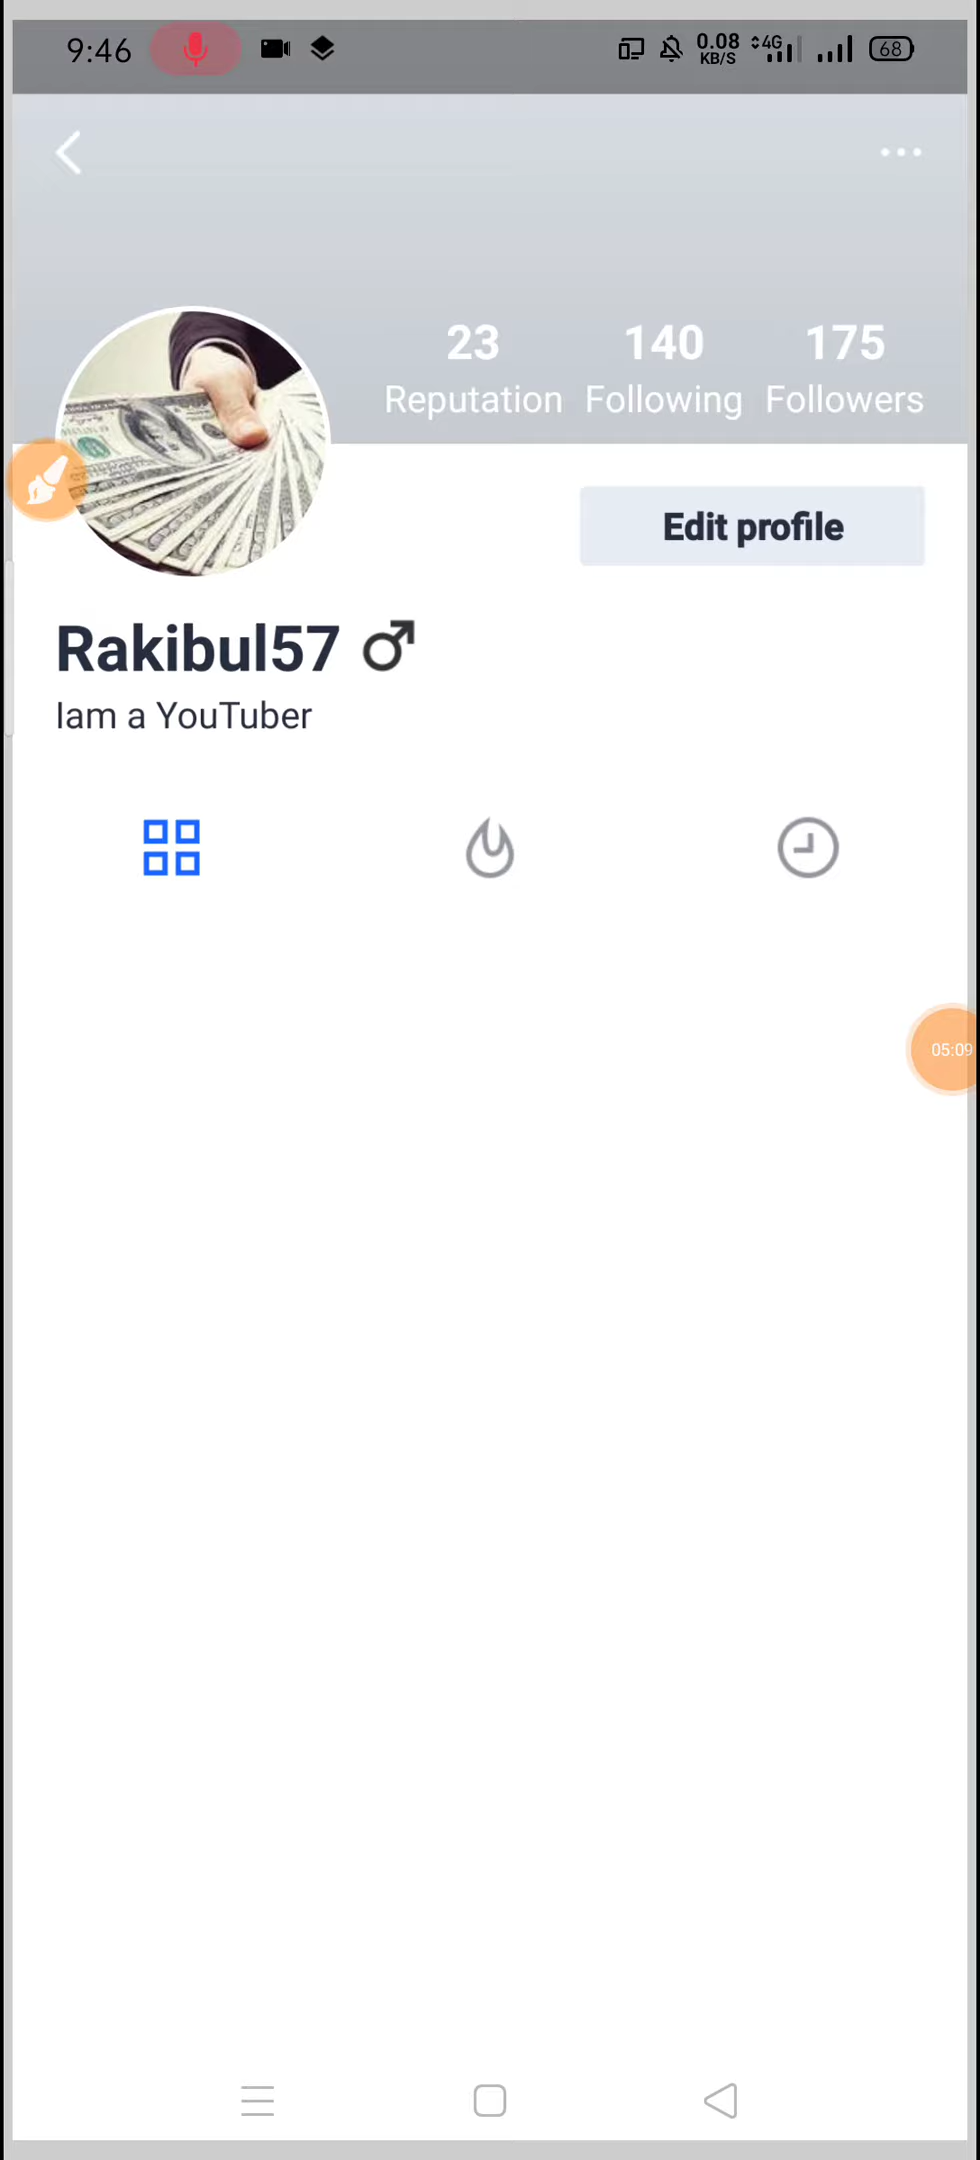 9:46 0.08 KB/S 4G 68
23 140 175
Reputation Following Followers
Edit profile
Rakibul57
Iam a YouTuber
05:09